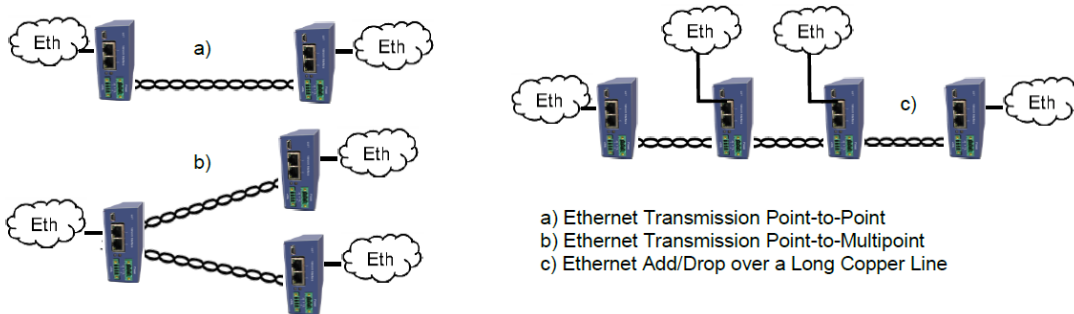 Eth
a)
Eth
b)
Eth
Eth
Eth
Eth
Eth
Eth
c)
Eth
a) Ethernet Transmission Point-to-Point
b) Ethernet Transmission Point-to-Multipoint
c) Ethernet Add/Drop over a Long Copper Line